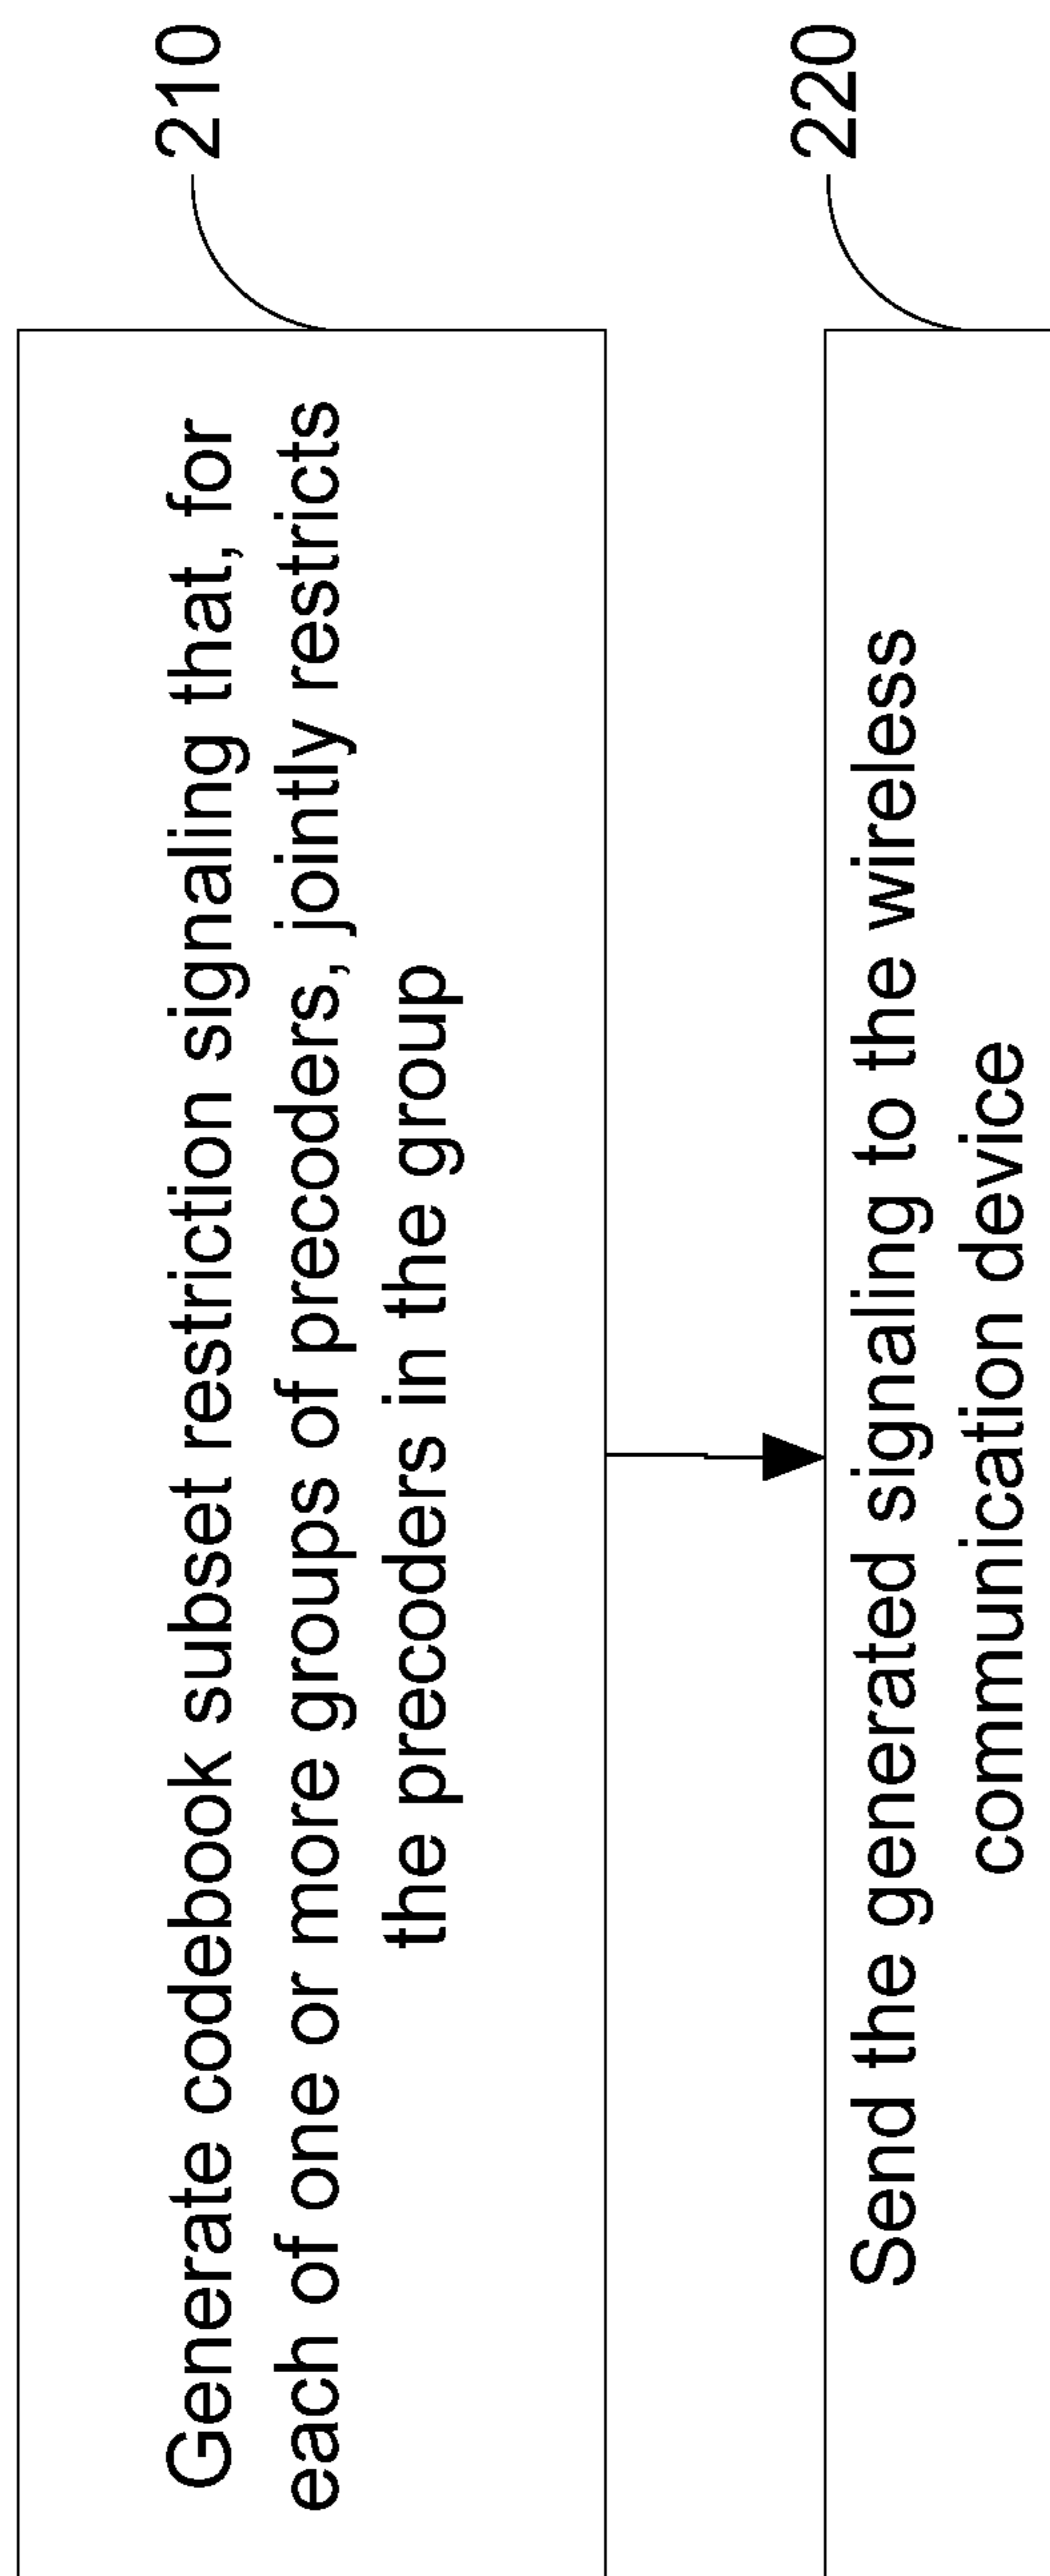 Generate codebook subset restriction signaling that, for
each of one or more groups of precoders, jointly restricts
the precoders in the group
210
Send the generated signaling to the wireless
communication device
220